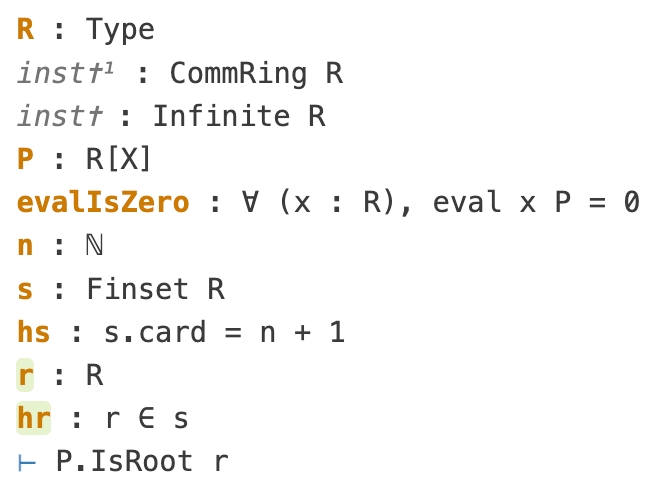 R : Type
inst✝¹ : CommRing R
inst✝ : Infinite R
P : R[X]
evalIsZero : ∀ (x : R), eval x P = 0
n : ℕ
s : Finset R
hs : s.card = n + 1
r : R
hr : r ∈ s
⊢ P.IsRoot r